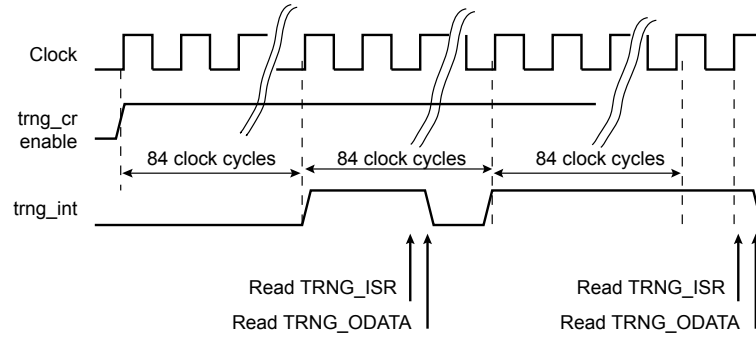 Clock
trng_cr
enable
84 clock cycles
84 clock cycles
84 clock cycles
trng_int
Read TRNG_ISR
Read TRNG_ISR
Read TRNG_ODATA
Read TRNG_ODATA